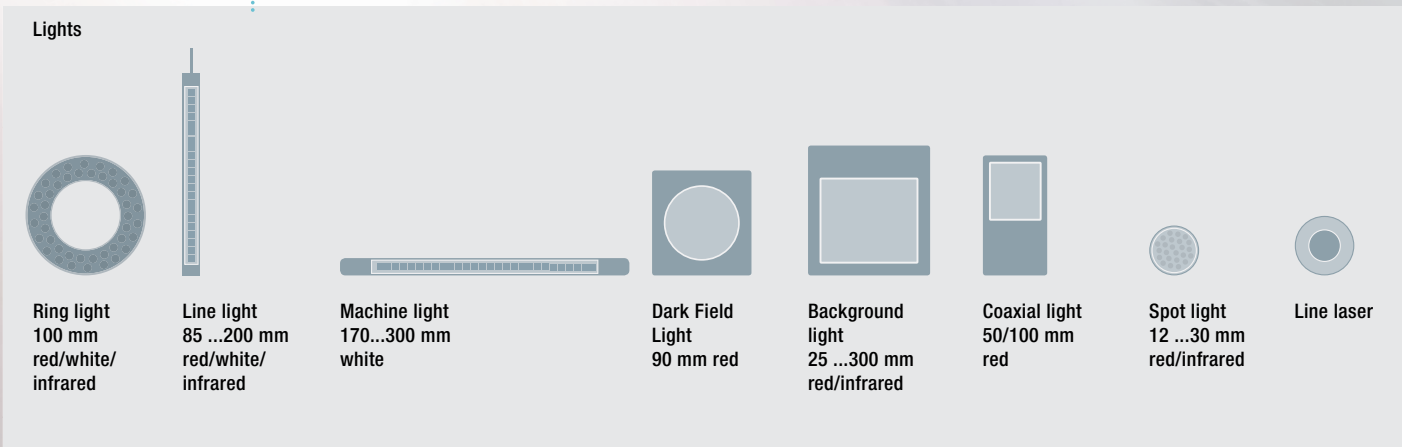 Lights
Ring light
100 mm
red/white/
infrared
Line light
85 ...200 mm
red/white/
infrared
Machine light
170...300 mm
white
Dark Field
Light
90 mm red
Background
light
25 ...300 mm
red/infrared
Coaxial light
50/100 mm
red
Spot light
12 ...30 mm
red/infrared
Line laser